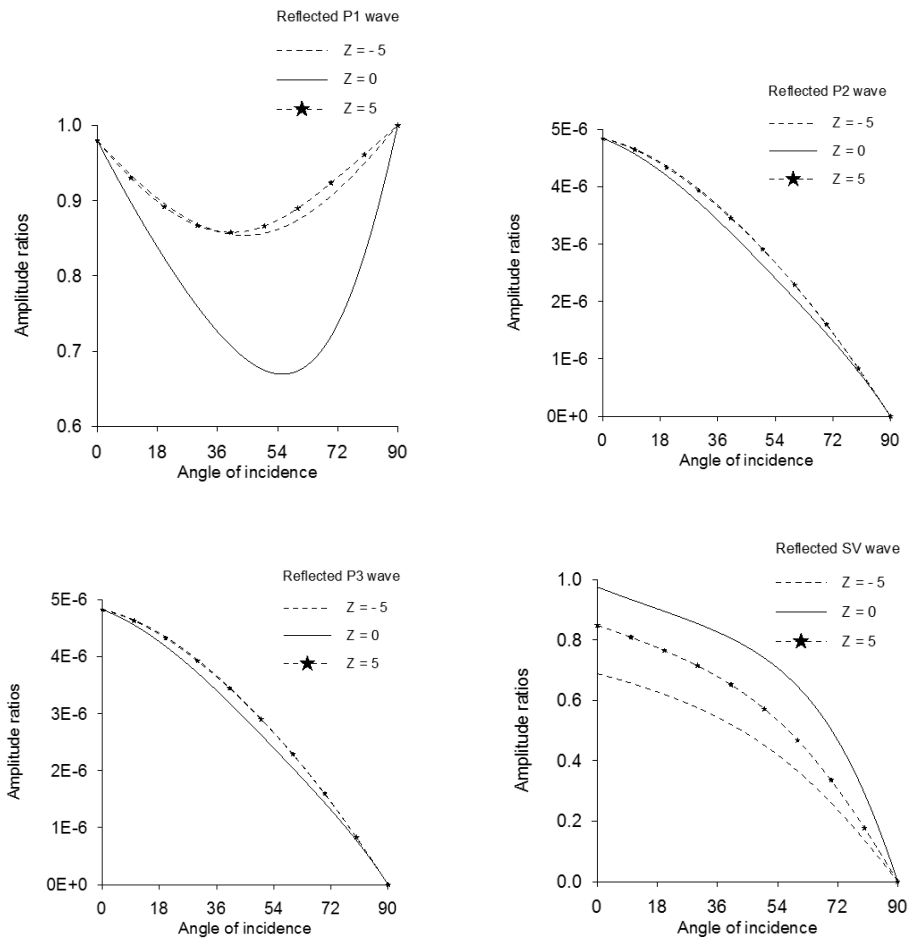 Reflected P1 wave
Z = - 5
Z = 0
Z = 5
1.0
0.9
0.8
0.7
0.6
0 18 36 54 72 90
Angle of incidence
Amplitude ratios
Reflected P2 wave
Z = - 5
Z = 0
Z = 5
5E-6
4E-6
3E-6
2E-6
1E-6
0E+0
0 18 36 54 72 90
Angle of incidence
Amplitude ratios
Reflected P3 wave
Z = - 5
Z = 0
Z = 5
5E-6
4E-6
3E-6
2E-6
1E-6
0E+0
0 18 36 54 72 90
Angle of incidence
Amplitude ratios
Reflected SV wave
Z = - 5
Z = 0
Z = 5
1.0
0.8
0.6
0.4
0.2
0.0
0 18 36 54 72 90
Angle of incidence
Amplitude ratios